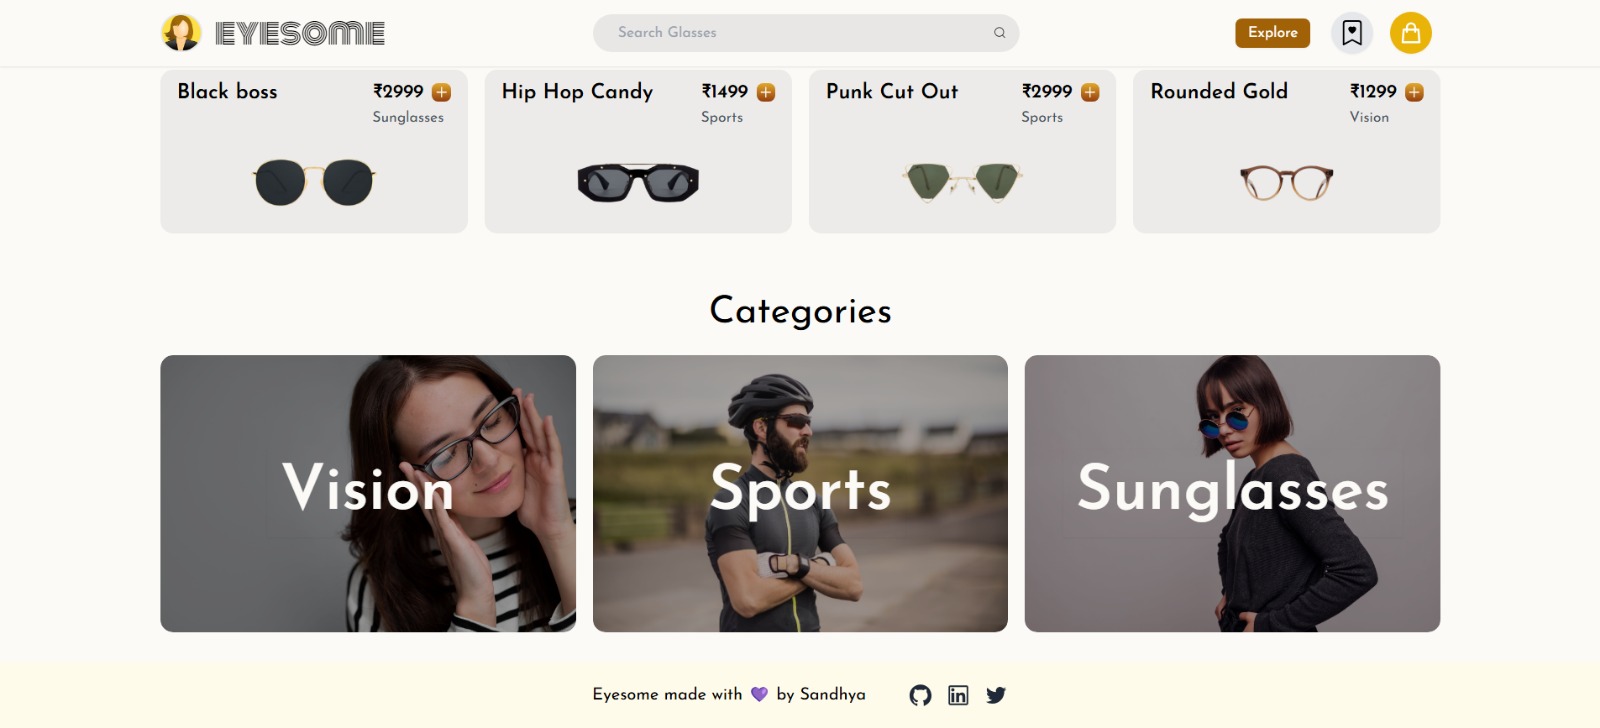 EYESOME
Search Glasses
Explore
Black boss ₹2999
Sunglasses
Hip Hop Candy ₹1499
Sports
Punk Cut Out ₹2999
Sports
Rounded Gold ₹1299
Vision
Categories
Vision
Sports
Sunglasses
Eyesome made with 💜 by Sandhya